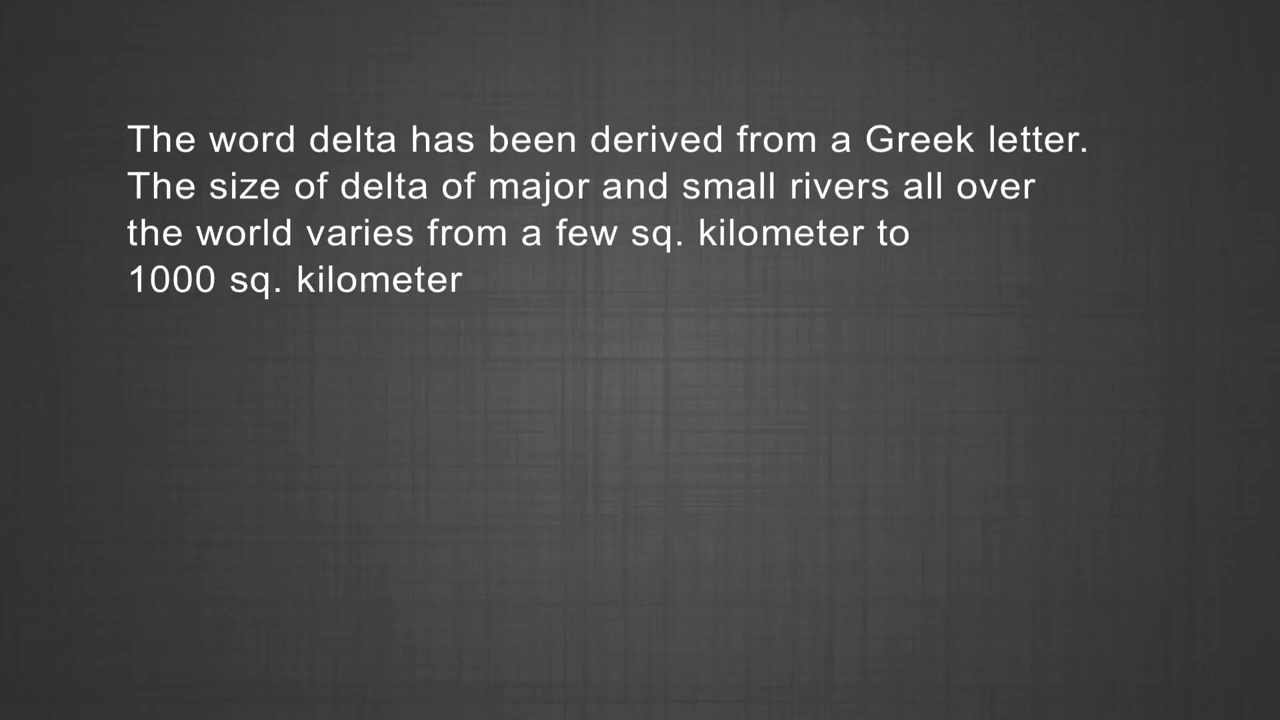 The word delta has been derived from a Greek letter.
The size of delta of major and small rivers all over
the world varies from a few sq. kilometer to
1000 sq. kilometer